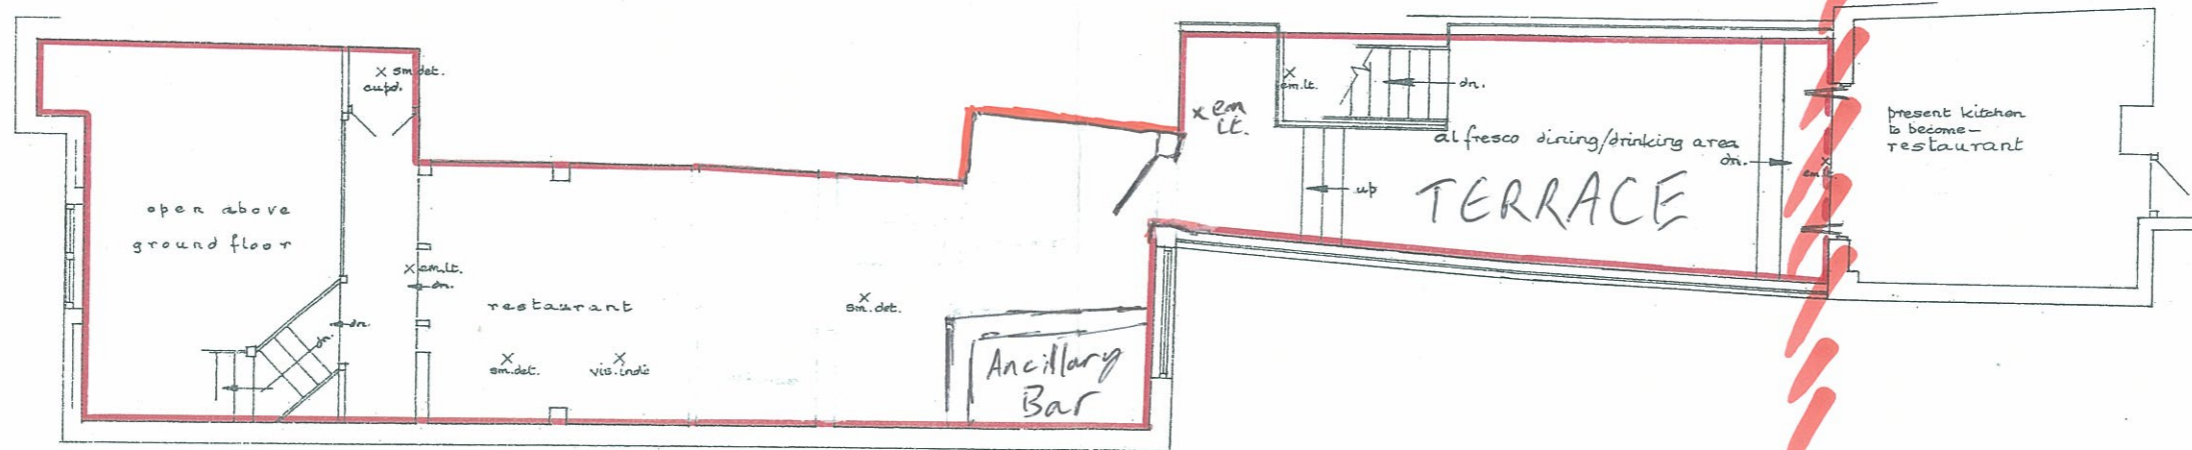 x sm.det.
cupd.
open above
ground floor
x em.lt.
dn.
dn.
dn.
restaurant
x
sm.det.
x
vis.indc
x
sm.det.
Ancillary
Bar
x em
Lt.
x
em.lt.
dn.
up
al fresco dining/drinking area
dn.
TERRACE
x
em.lt.
present kitchen
to become-
restaurant